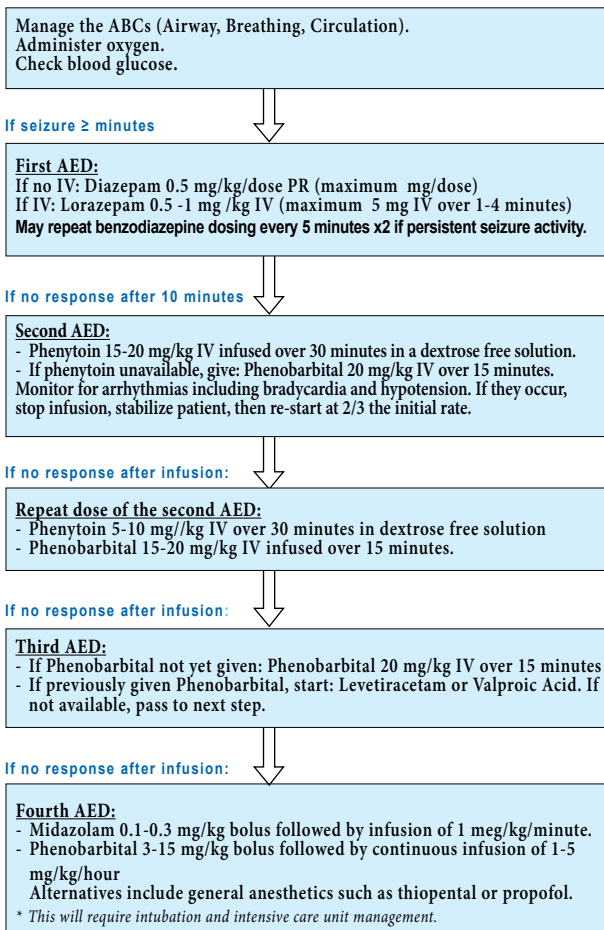 Manage the ABCs (Airway, Breathing, Circulation).
Administer oxygen.
Check blood glucose.
If seizure ≥ minutes
First AED:
If no IV: Diazepam 0.5 mg/kg/dose PR (maximum mg/dose)
If IV: Lorazepam 0.5 -1 mg /kg IV (maximum 5 mg IV over 1-4 minutes)
May repeat benzodiazepine dosing every 5 minutes x2 if persistent seizure activity.
If no response after 10 minutes
Second AED:
- Phenytoin 15-20 mg/kg IV infused over 30 minutes in a dextrose free solution.
- If phenytoin unavailable, give: Phenobarbital 20 mg/kg IV over 15 minutes.
Monitor for arrhythmias including bradycardia and hypotension. If they occur,
stop infusion, stabilize patient, then re-start at 2/3 the initial rate.
If no response after infusion:
Repeat dose of the second AED:
- Phenytoin 5-10 mg//kg IV over 30 minutes in dextrose free solution
- Phenobarbital 15-20 mg/kg IV infused over 15 minutes.
If no response after infusion:
Third AED:
- If Phenobarbital not yet given: Phenobarbital 20 mg/kg IV over 15 minutes
- If previously given Phenobarbital, start: Levetiracetam or Valproic Acid. If
not available, pass to next step.
If no response after infusion:
Fourth AED:
- Midazolam 0.1-0.3 mg/kg bolus followed by infusion of 1 meg/kg/minute.
- Phenobarbital 3-15 mg/kg bolus followed by continuous infusion of 1-5
mg/kg/hour
Alternatives include general anesthetics such as thiopental or propofol.
* This will require intubation and intensive care unit management.